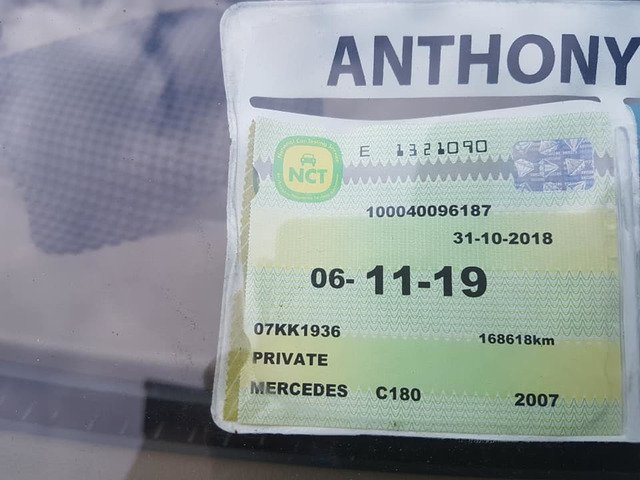 ANTHONY
NCT
E 1321090
100040096187
31-10-2018
06-11-19
07KK1936
168618km
PRIVATE
MERCEDES C180 2007